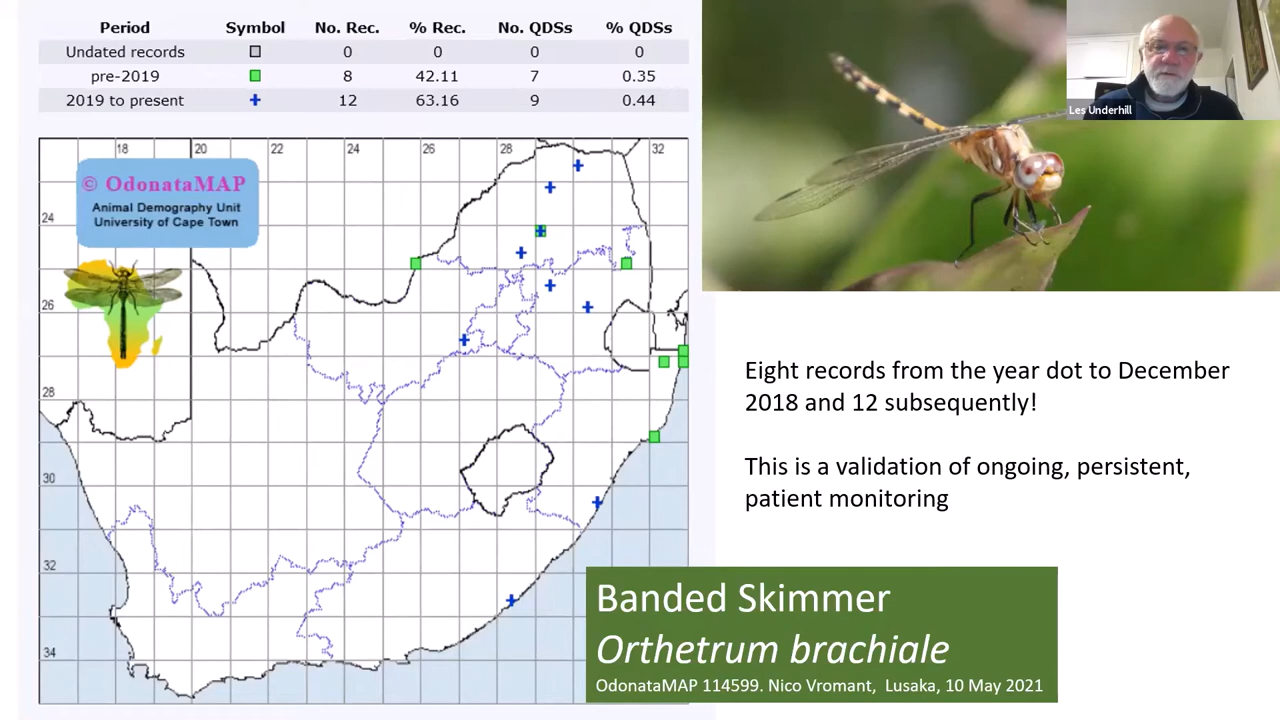 Period Symbol No. Rec. % Rec. No. QDSs % QDSs
Undated records 0 0 0 0
pre-2019 8 42.11 7 0.35
2019 to present 12 63.16 9 0.44
Les Underhill
18 20 22 24 26 28 32
© OdonataMAP
Animal Demography Unit
University of Cape Town
24
26
28
30
32
34
Eight records from the year dot to December
2018 and 12 subsequently!
This is a validation of ongoing, persistent,
patient monitoring
Banded Skimmer
Orthetrum brachiale
OdonataMAP 114599. Nico Vromant, Lusaka, 10 May 2021